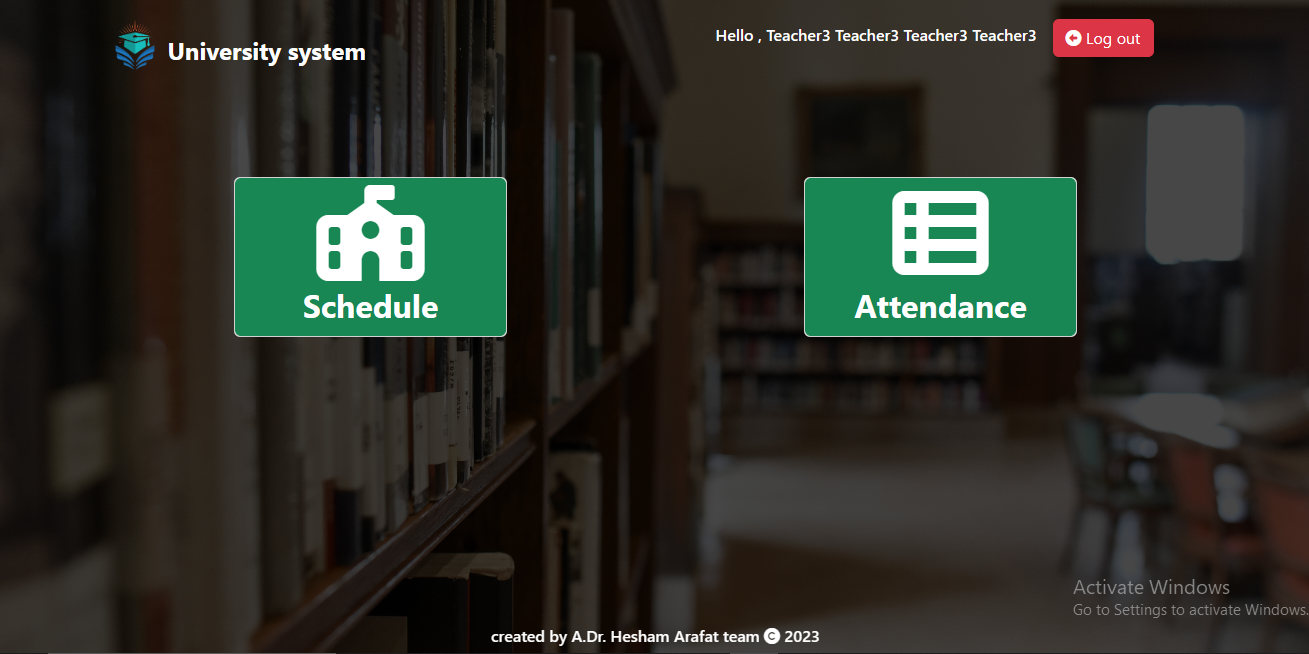 University system
Hello , Teacher3 Teacher3 Teacher3 Teacher3
Log out
Schedule
Attendance
Activate Windows
Go to Settings to activate Windows.
created by A.Dr. Hesham Arafat team © 2023